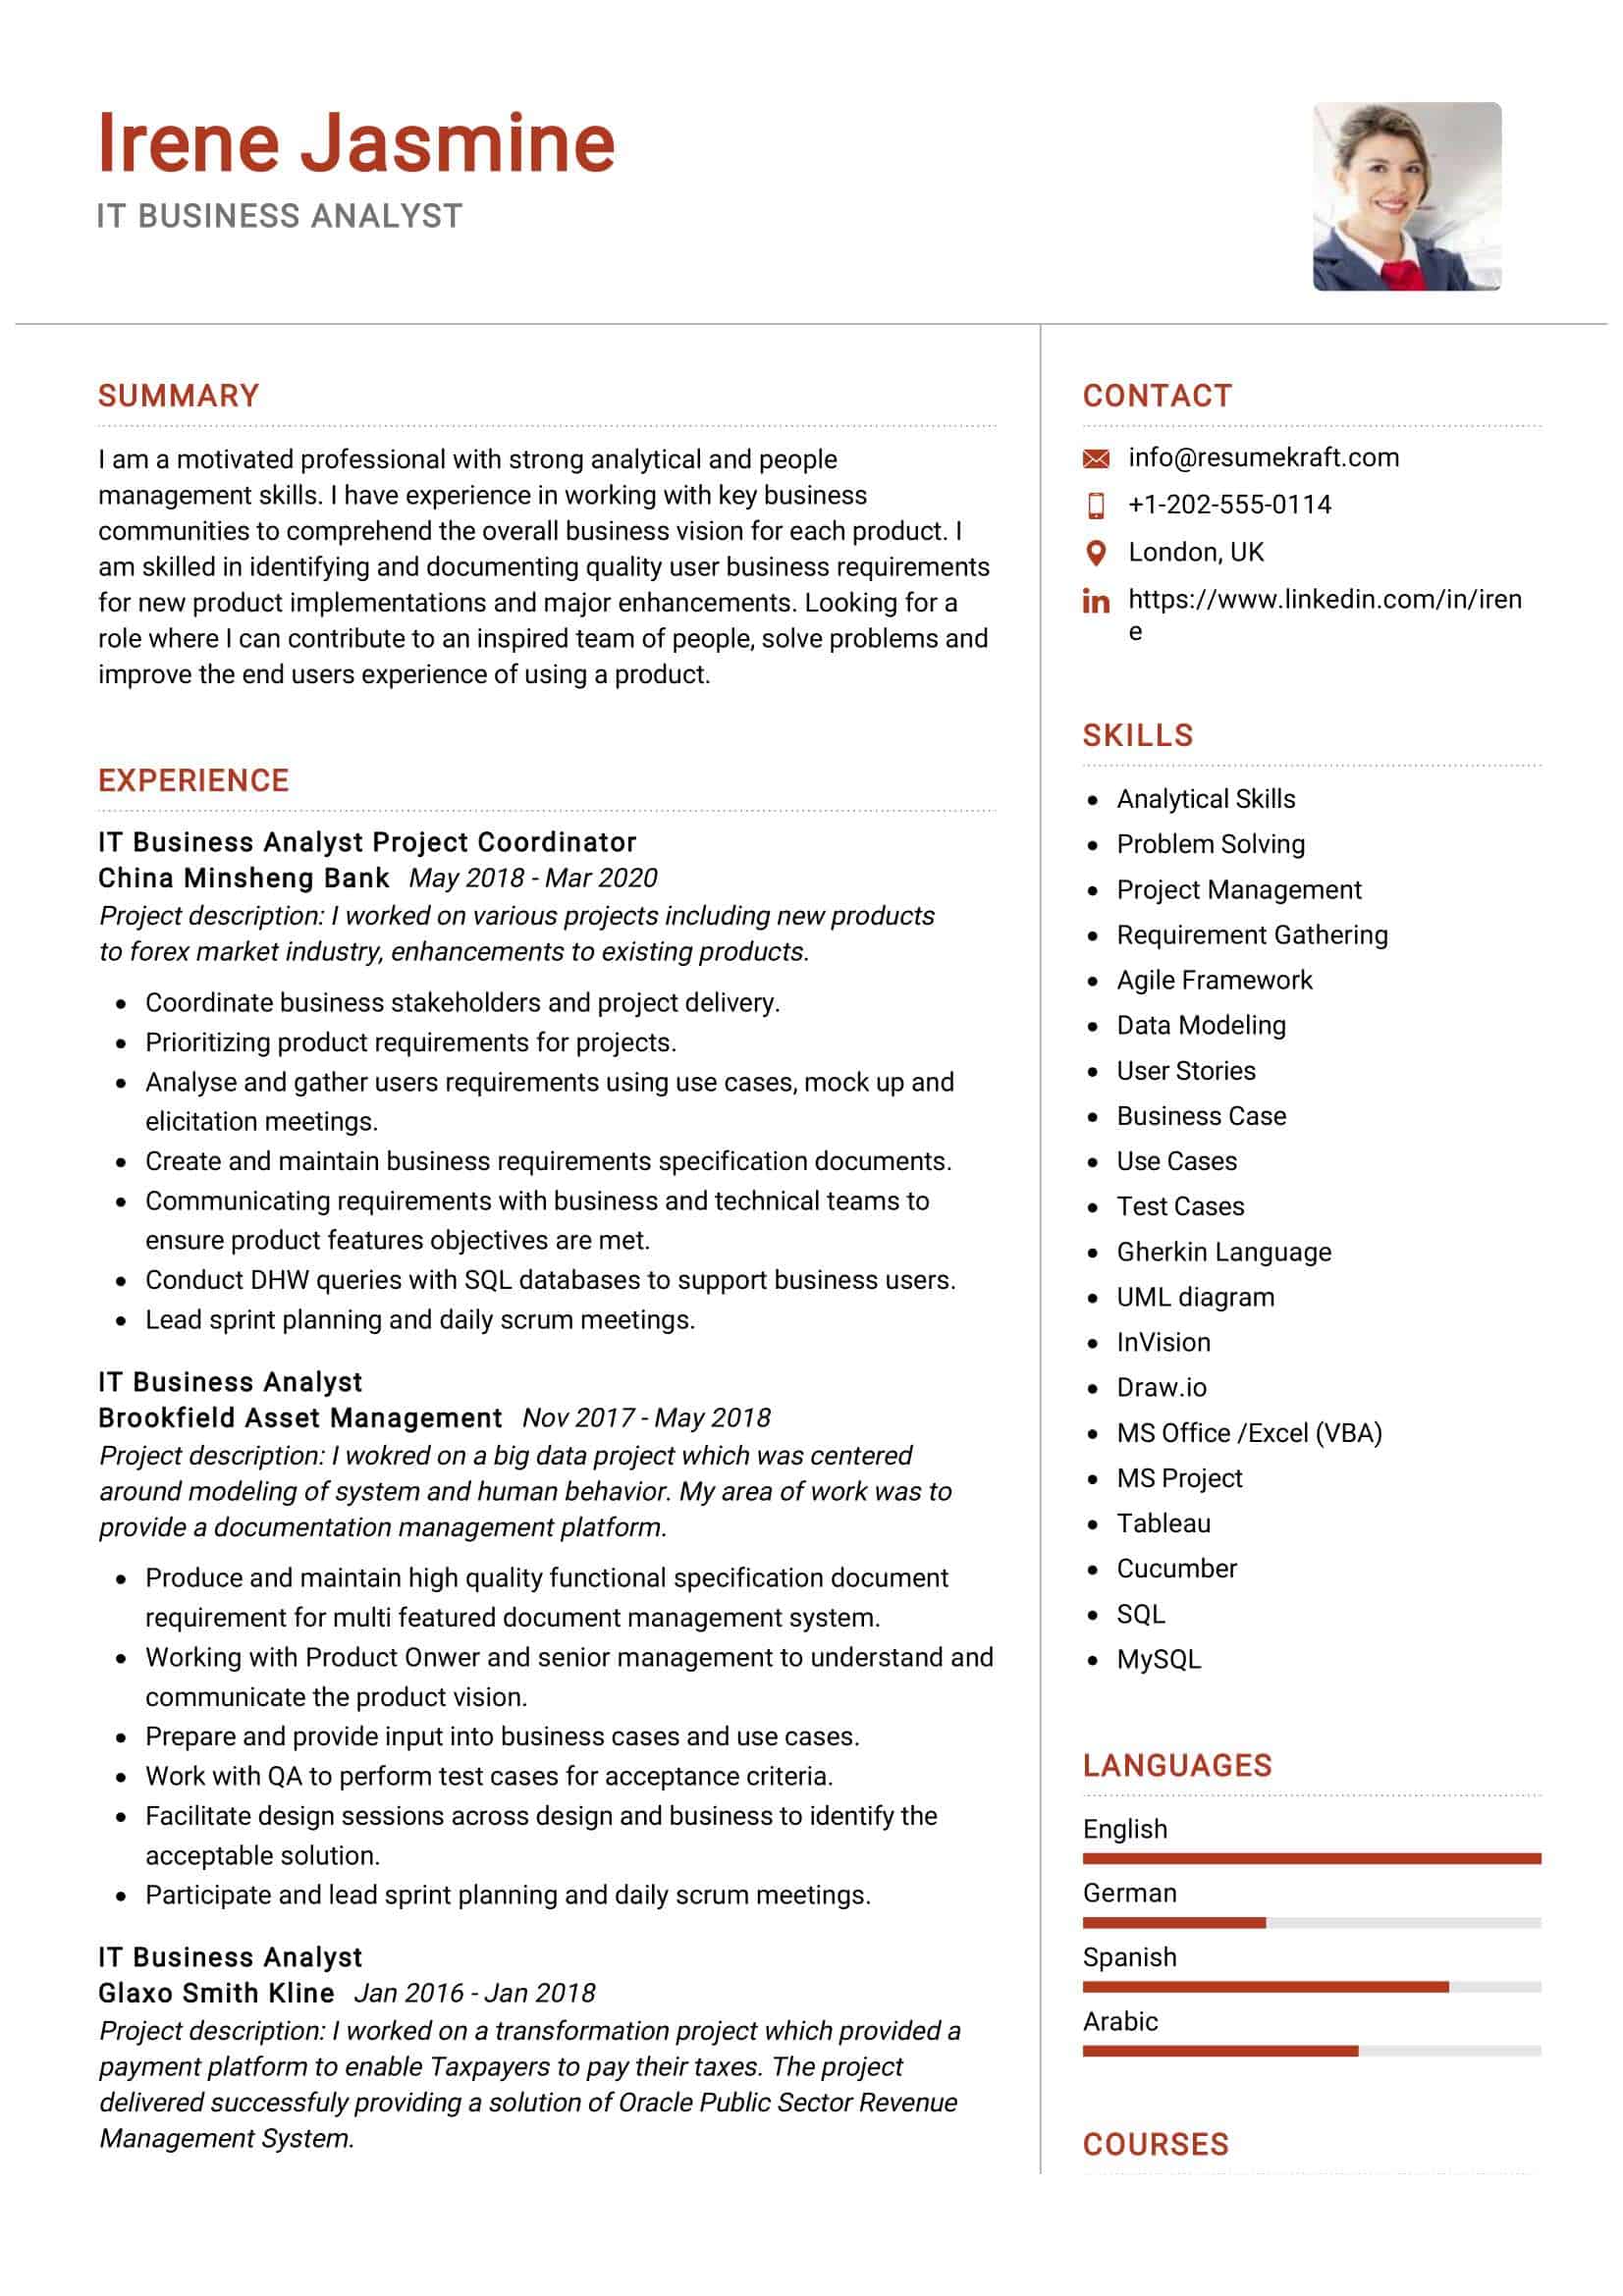 Irene Jasmine
IT BUSINESS ANALYST
SUMMARY
I am a motivated professional with strong analytical and people
management skills. I have experience in working with key business
communities to comprehend the overall business vision for each product. I
am skilled in identifying and documenting quality user business requirements
for new product implementations and major enhancements. Looking for a
role where I can contribute to an inspired team of people, solve problems and
improve the end users experience of using a product.
EXPERIENCE
IT Business Analyst Project Coordinator
China Minsheng Bank May 2018 - Mar 2020
Project description: I worked on various projects including new products
to forex market industry, enhancements to existing products.
• Coordinate business stakeholders and project delivery.
• Prioritizing product requirements for projects.
• Analyse and gather users requirements using use cases, mock up and
elicitation meetings.
• Create and maintain business requirements specification documents.
• Communicating requirements with business and technical teams to
ensure product features objectives are met.
• Conduct DHW queries with SQL databases to support business users.
• Lead sprint planning and daily scrum meetings.
IT Business Analyst
Brookfield Asset Management Nov 2017 - May 2018
Project description: I wokred on a big data project which was centered
around modeling of system and human behavior. My area of work was to
provide a documentation management platform.
• Produce and maintain high quality functional specification document
requirement for multi featured document management system.
• Working with Product Onwer and senior management to understand and
communicate the product vision.
• Prepare and provide input into business cases and use cases.
• Work with QA to perform test cases for acceptance criteria.
• Facilitate design sessions across design and business to identify the
acceptable solution.
• Participate and lead sprint planning and daily scrum meetings.
IT Business Analyst
Glaxo Smith Kline Jan 2016 - Jan 2018
Project description: I worked on a transformation project which provided a
payment platform to enable Taxpayers to pay their taxes. The project
delivered successfuly providing a solution of Oracle Public Sector Revenue
Management System.
CONTACT
info@resumekraft.com
+1-202-555-0114
London, UK
in https://www.linkedin.com/in/iren
e
SKILLS
• Analytical Skills
• Problem Solving
• Project Management
• Requirement Gathering
• Agile Framework
• Data Modeling
• User Stories
• Business Case
• Use Cases
• Test Cases
• Gherkin Language
• UML diagram
• InVision
• Draw.io
• MS Office /Excel (VBA)
• MS Project
• Tableau
• Cucumber
• SQL
• MySQL
LANGUAGES
English
German
Spanish
Arabic
COURSES